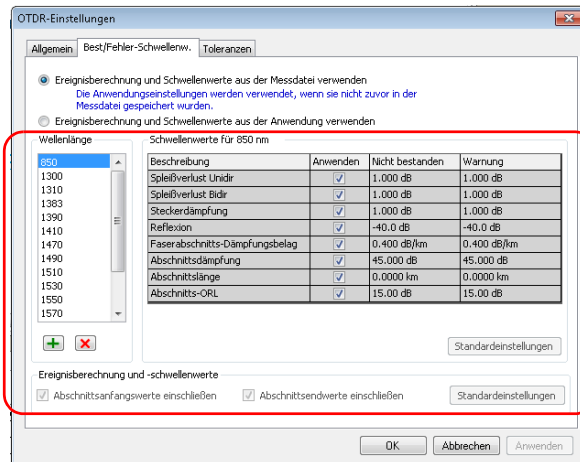 OTDR-Einstellungen
Allgemein Best/Fehler-Schwellenw. Toleranzen
Ereignisberechnung und Schwellenwerte aus der Messdatei verwenden
Die Anwendungseinstellungen werden verwendet, wenn sie nicht zuvor in der
Messdatei gespeichert wurden.
Ereignisberechnung und Schwellenwerte aus der Anwendung verwenden
Wellenlänge Schwellenwerte für 850 nm
850
1300
1310
1383
1390
1410
1470
1490
1510
1530
1550
1570
Beschreibung Anwenden Nicht bestanden Warnung
Spleißverlust Unidir 1.000 dB 1.000 dB
Spleißverlust Bidir 1.000 dB 1.000 dB
Steckerdämpfung 1.000 dB 1.000 dB
Reflexion -40.0 dB -40.0 dB
Faserabschnitts-Dämpfungsbelag 0.400 dB/km 0.400 dB/km
Abschnittsdämpfung 45.000 dB 45.000 dB
Abschnittslänge 0.0000 km 0.0000 km
Abschnitts-ORL 15.00 dB 15.00 dB
Standardeinstellungen
Ereignisberechnung und -schwellenwerte
Abschnittsanfangswerte einschließen Abschnittsendwerte einschließen Standardeinstellungen
OK Abbrechen Anwenden